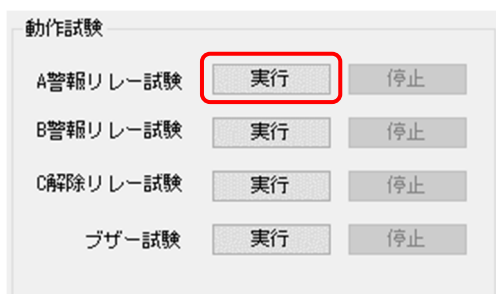 動作試験
A警報リレー試験 実行 停止
B警報リレー試験 実行 停止
C解除リレー試験 実行 停止
ブザー試験 実行 停止